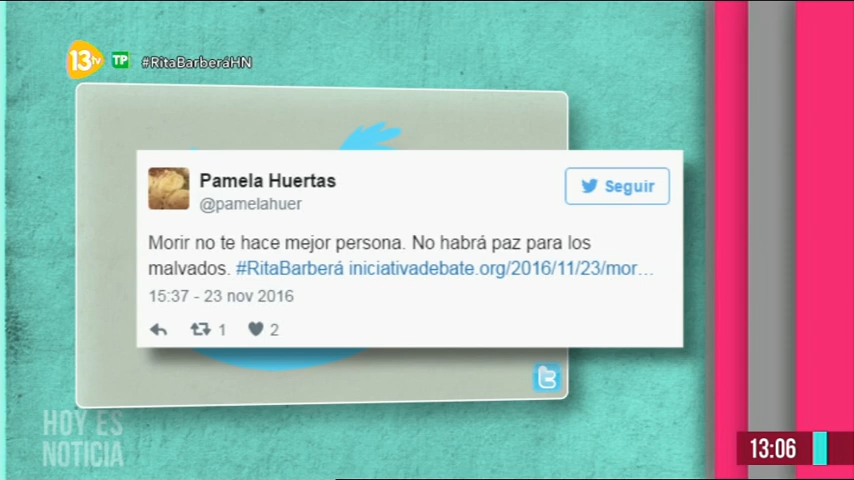 13tv TP #RitaBarberáHN
Pamela Huertas
@pamelahuer
Seguir
Morir no te hace mejor persona. No habrá paz para los
malvados. #RitaBarberá iniciativadebate.org/2016/11/23/mor...
15:37 - 23 nov 2016
1 2
HOY ES
NOTICIA
13:06